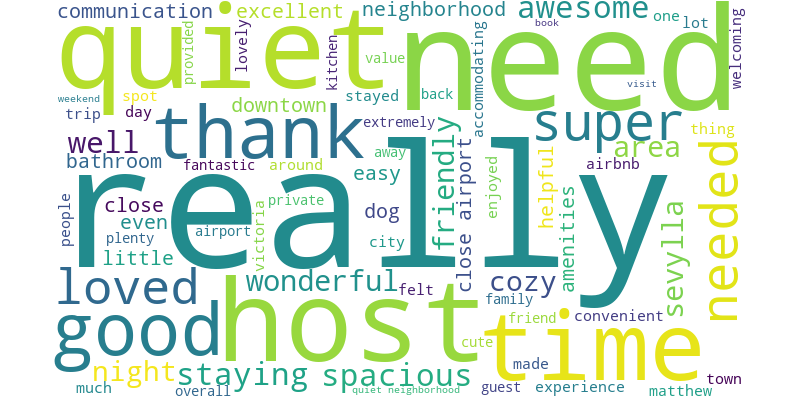 communication
excellent
neighborhood
awesome
one
lot
book
quiet
need
provided
lovely
kitchen
value
accommodating
welcoming
weekend
spot
trip
day
downtown
stayed
back
visit
thank
extremely
super
thing
well
bathroom
fantastic
around
away
easy
friendly
close airport
enjoyed
helpful
airbnb
area
needed
really
people
close
even
plenty
little
airport
victoria
private
dog
city
amenities
sevylla
loved
wonderful
felt
cozy
family
good
host
time
convenient
friend
cute
night
staying
spacious
made
town
much
overall
quiet neighborhood
guest
experience
matthew